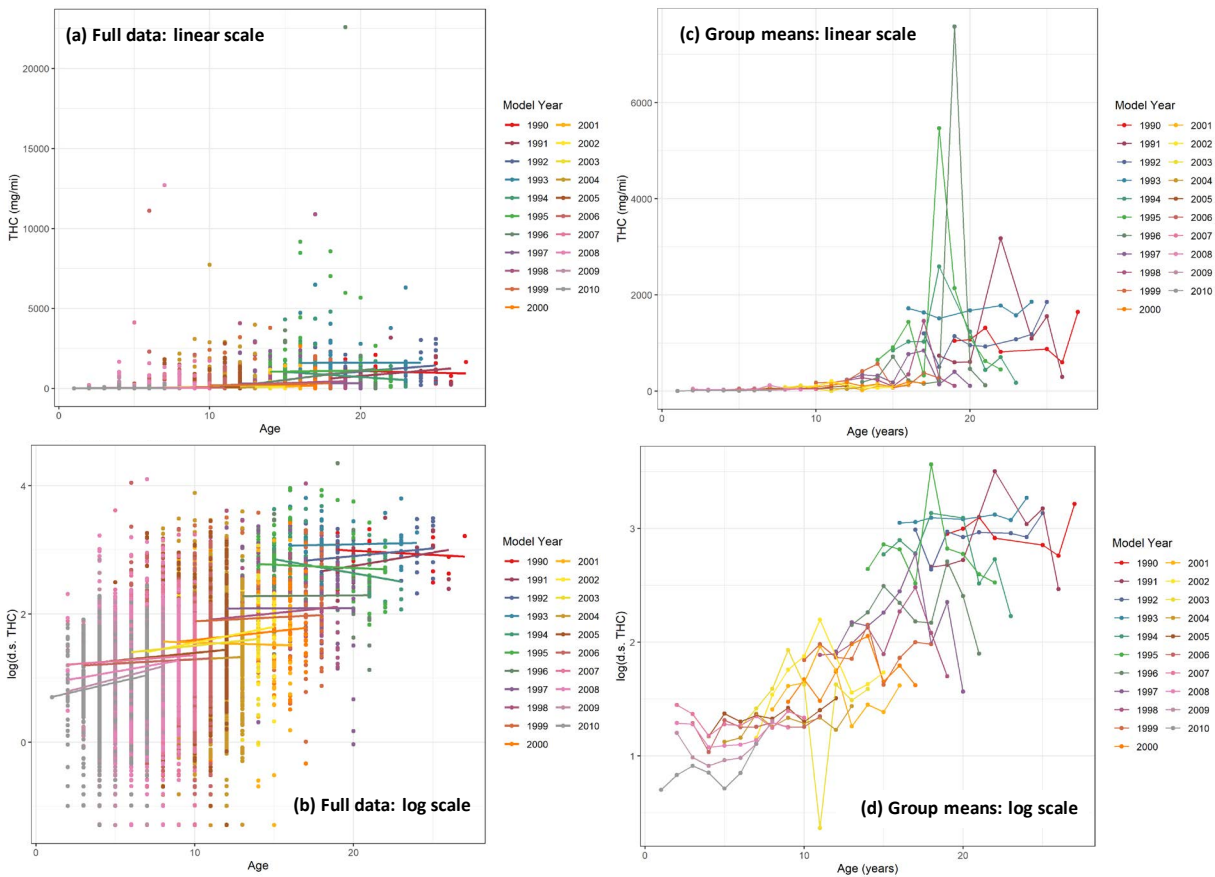 (a) Full data: linear scale
THC (mg/mi)
20000
15000
10000
5000
0
0 10 20
Age
Model Year
1990 2001
1991 2002
1992 2003
1993 2004
1994 2005
1995 2006
1996 2007
1997 2008
1998 2009
1999 2010
2000
(c) Group means: linear scale
THC (mg/mi)
6000
4000
2000
0
0 10 20
Age (years)
Model Year
1990 2001
1991 2002
1992 2003
1993 2004
1994 2005
1995 2006
1996 2007
1997 2008
1998 2009
1999 2010
2000
(b) Full data: log scale
log(d.s. THC)
4
2
0
0 10 20
Age
Model Year
1990 2001
1991 2002
1992 2003
1993 2004
1994 2005
1995 2006
1996 2007
1997 2008
1998 2009
1999 2010
2000
(d) Group means: log scale
log(d.s. THC)
3
2
1
0 10 20
Age (years)
Model Year
1990 2001
1991 2002
1992 2003
1993 2004
1994 2005
1995 2006
1996 2007
1997 2008
1998 2009
1999 2010
2000